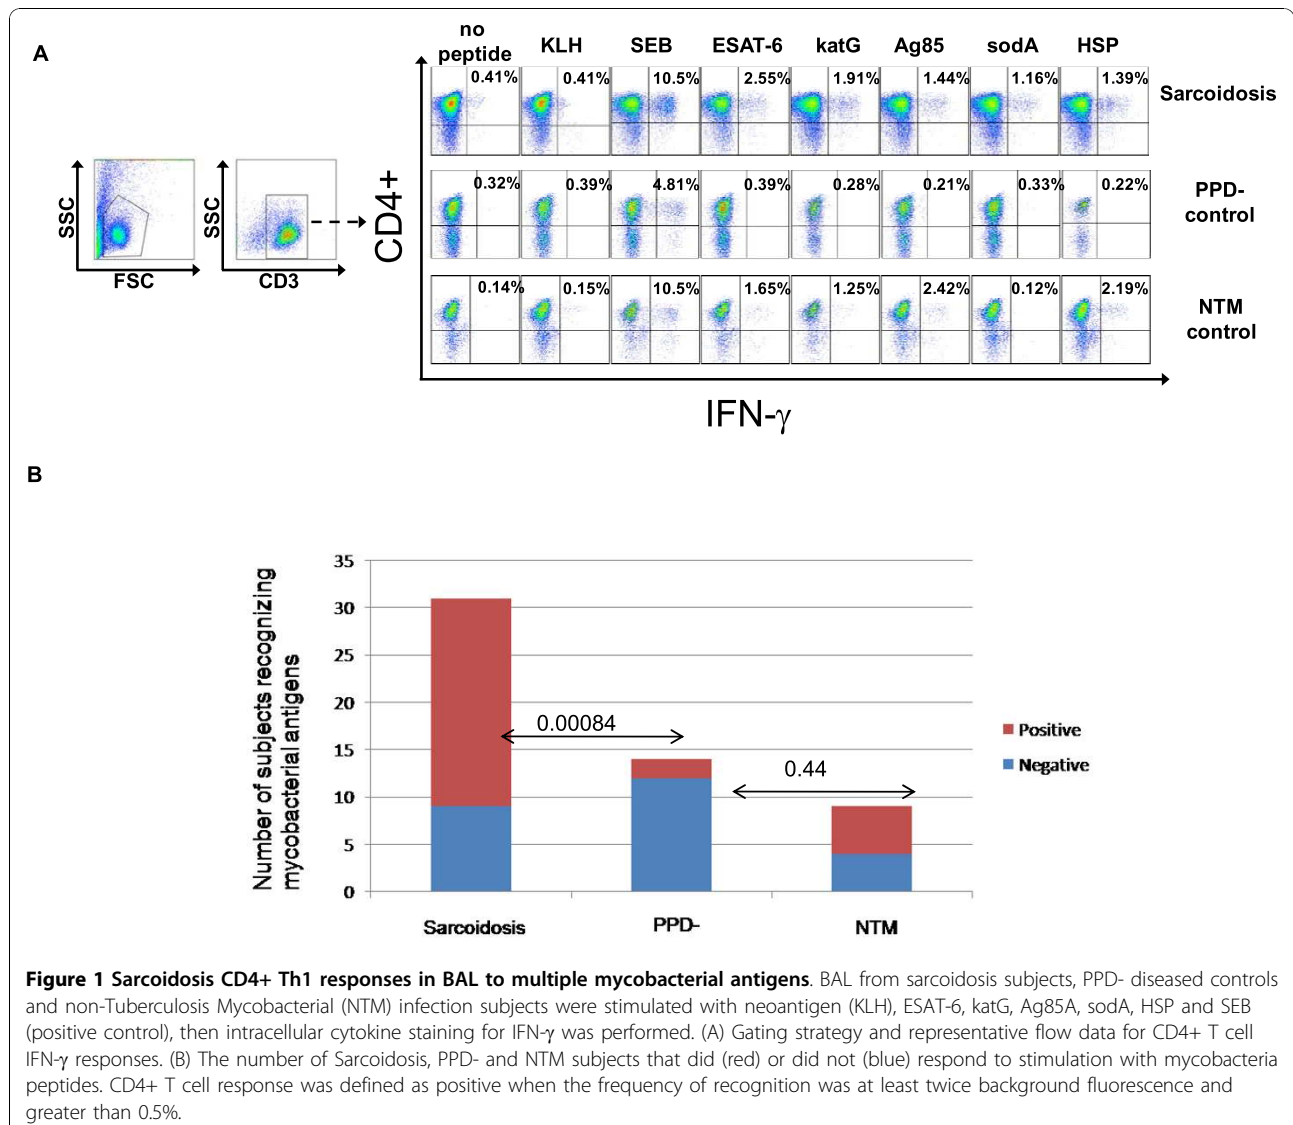 A
no
peptide KLH SEB ESAT-6 katG Ag85 sodA HSP
0.41% 0.41% 10.5% 2.55% 1.91% 1.44% 1.16% 1.39%
Sarcoidosis
0.32% 0.39% 4.81% 0.39% 0.28% 0.21% 0.33% 0.22%
PPD-
control
0.14% 0.15% 10.5% 1.65% 1.25% 2.42% 0.12% 2.19%
NTM
control
SSC
FSC
SSC
CD3
CD4+
IFN-γ
B
Number of subjects recognizing
mycobacterial antigens
35
30
25
20
15
10
5
0
0.00084
0.44
Positive
Negative
Sarcoidosis PPD- NTM
Figure 1 Sarcoidosis CD4+ Th1 responses in BAL to multiple mycobacterial antigens. BAL from sarcoidosis subjects, PPD- diseased controls
and non-Tuberculosis Mycobacterial (NTM) infection subjects were stimulated with neoantigen (KLH), ESAT-6, katG, Ag85A, sodA, HSP and SEB
(positive control), then intracellular cytokine staining for IFN-γ was performed. (A) Gating strategy and representative flow data for CD4+ T cell
IFN-γ responses. (B) The number of Sarcoidosis, PPD- and NTM subjects that did (red) or did not (blue) respond to stimulation with mycobacteria
peptides. CD4+ T cell response was defined as positive when the frequency of recognition was at least twice background fluorescence and
greater than 0.5%.